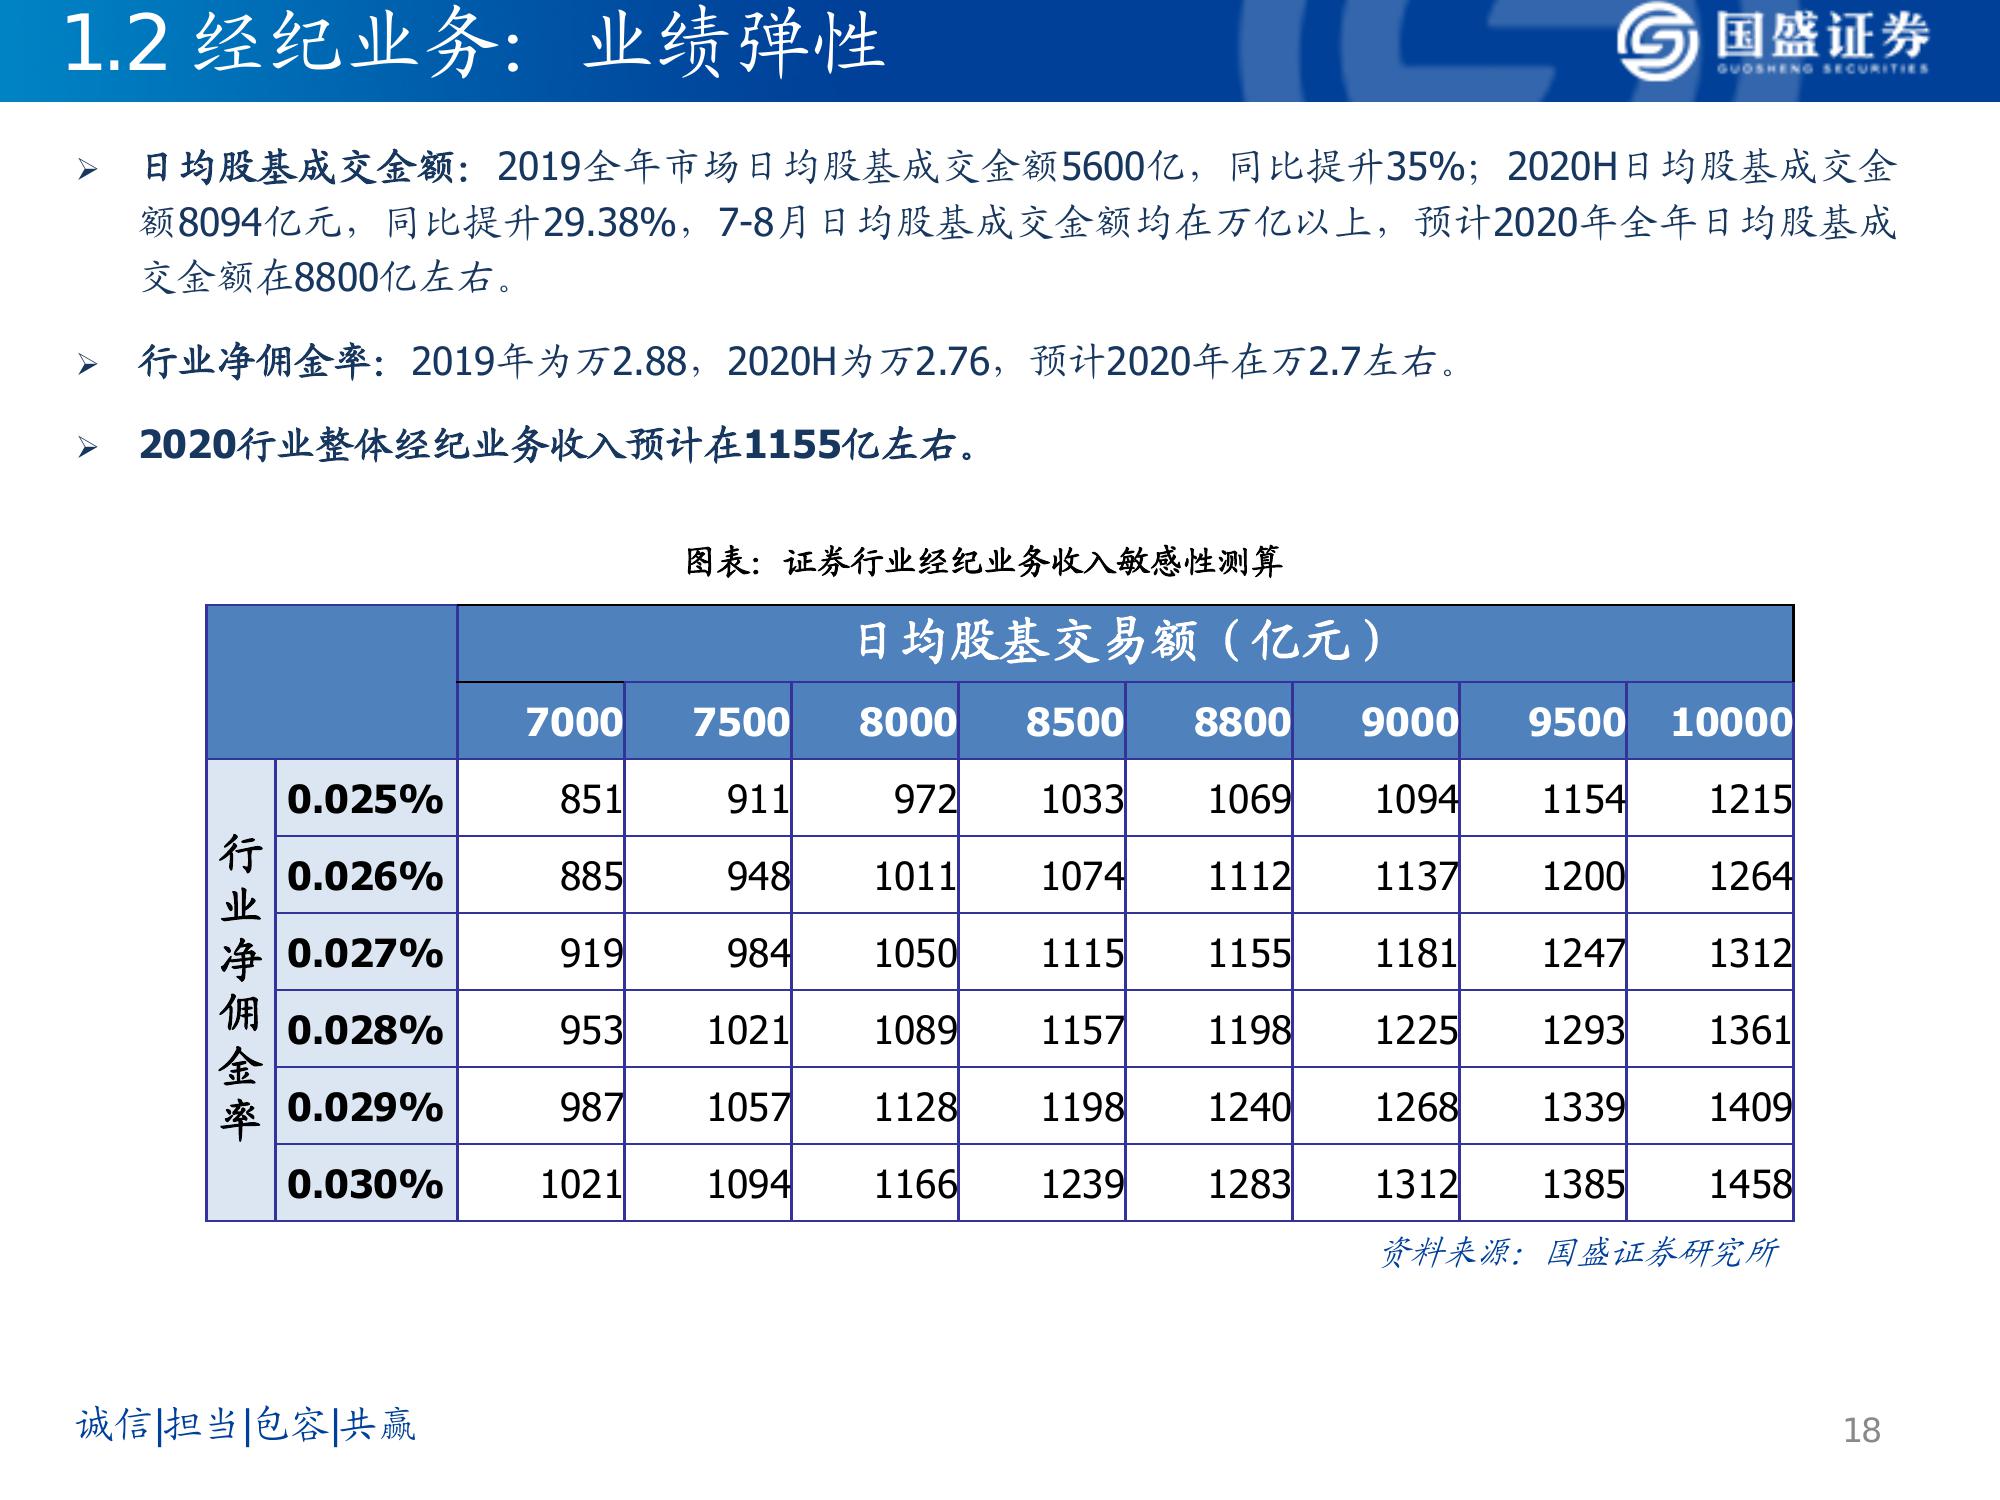 1.2 经纪业务：业绩弹性
国盛证券
GUOSHENG SECURITIES
➢ 日均股基成交金额：2019全年市场日均股基成交金额5600亿，同比提升35%；2020H日均股基成交金
额8094亿元，同比提升29.38%，7-8月日均股基成交金额均在万亿以上，预计2020年全年日均股基成
交金额在8800亿左右。
➢ 行业净佣金率：2019年为万2.88，2020H为万2.76，预计2020年在万2.7左右。
➢ 2020行业整体经纪业务收入预计在1155亿左右。
图表：证券行业经纪业务收入敏感性测算
日均股基交易额（亿元）
7000 7500 8000 8500 8800 9000 9500 10000
行业净佣金率
0.025% 851 911 972 1033 1069 1094 1154 1215
0.026% 885 948 1011 1074 1112 1137 1200 1264
0.027% 919 984 1050 1115 1155 1181 1247 1312
0.028% 953 1021 1089 1157 1198 1225 1293 1361
0.029% 987 1057 1128 1198 1240 1268 1339 1409
0.030% 1021 1094 1166 1239 1283 1312 1385 1458
资料来源：国盛证券研究所
诚信|担当|包容|共赢
18